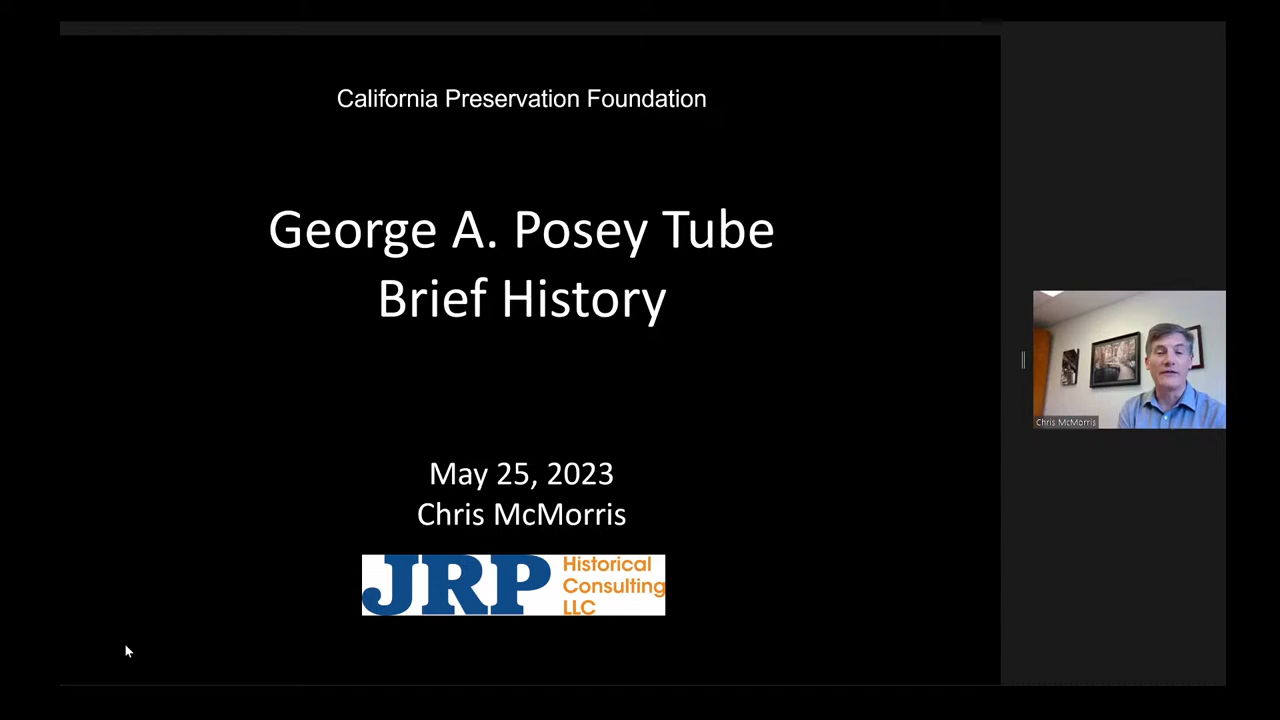 California Preservation Foundation
George A. Posey Tube
Brief History
May 25, 2023
Chris McMorris
JRP
Historical
Consulting
LLC
Chris McMorris